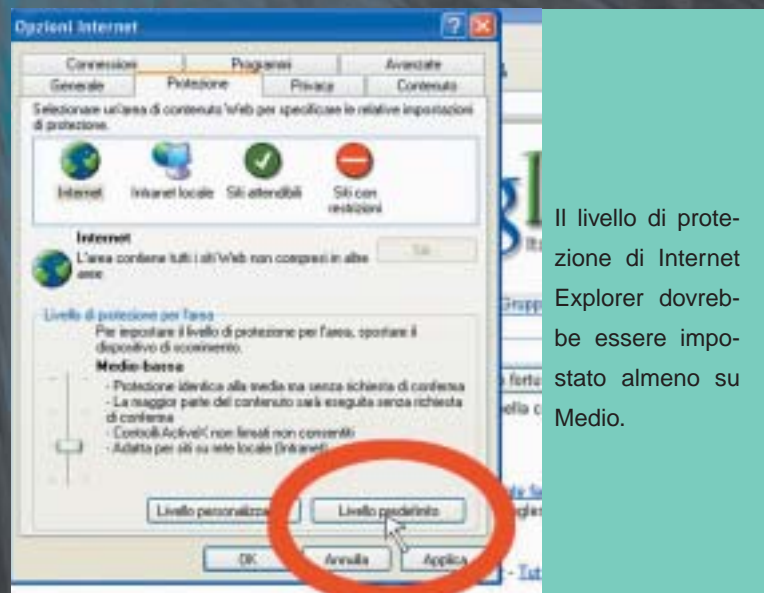 Opzioni Internet
Connessioni Programmi Avanzate
Generale Protezione Privacy Contenuto
Selezionare un'area di contenuto Web per specificare le relative impostazioni
di protezione.
Internet Intranet locale Siti attendibili Siti con
restrizioni
Internet
L'area contiene tutti i siti Web non compresi in altre
aree
Siti...
Livello di protezione per l'area
Per impostare il livello di protezione per l'area, spostare il
dispositivo di scorrimento.
Medio-bassa
- Protezione identica alla media ma senza richiesta di conferma
- La maggior parte del contenuto sarà eseguita senza richiesta
di conferma
- Controlli ActiveX non firmati non consentiti
- Adatta per siti su rete locale (Intranet)
Livello predefinito
OK Annulla Applica
Il livello di prote-
zione di Internet
Explorer dovreb-
be essere impo-
stato almeno su
Medio.